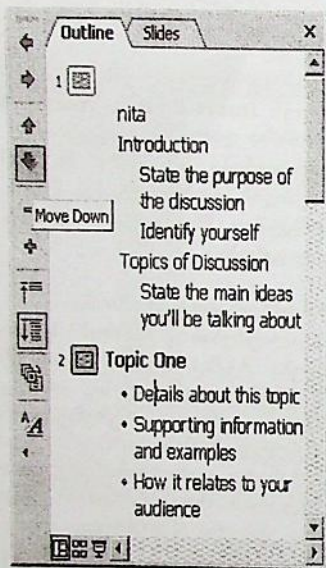 Outline Slides X
1
nita
Introduction
State the purpose of
the discussion
Identify yourself
Move Down
Topics of Discussion
State the main ideas
you'll be talking about
2 Topic One
• Details about this topic
• Supporting information
and examples
• How it relates to your
audience
AA